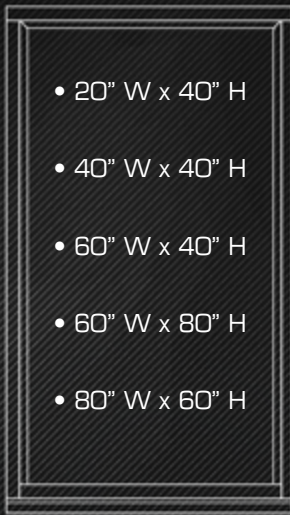 • 20” W x 40” H
• 40” W x 40” H
• 60” W x 40” H
• 60” W x 80” H
• 80” W x 60” H